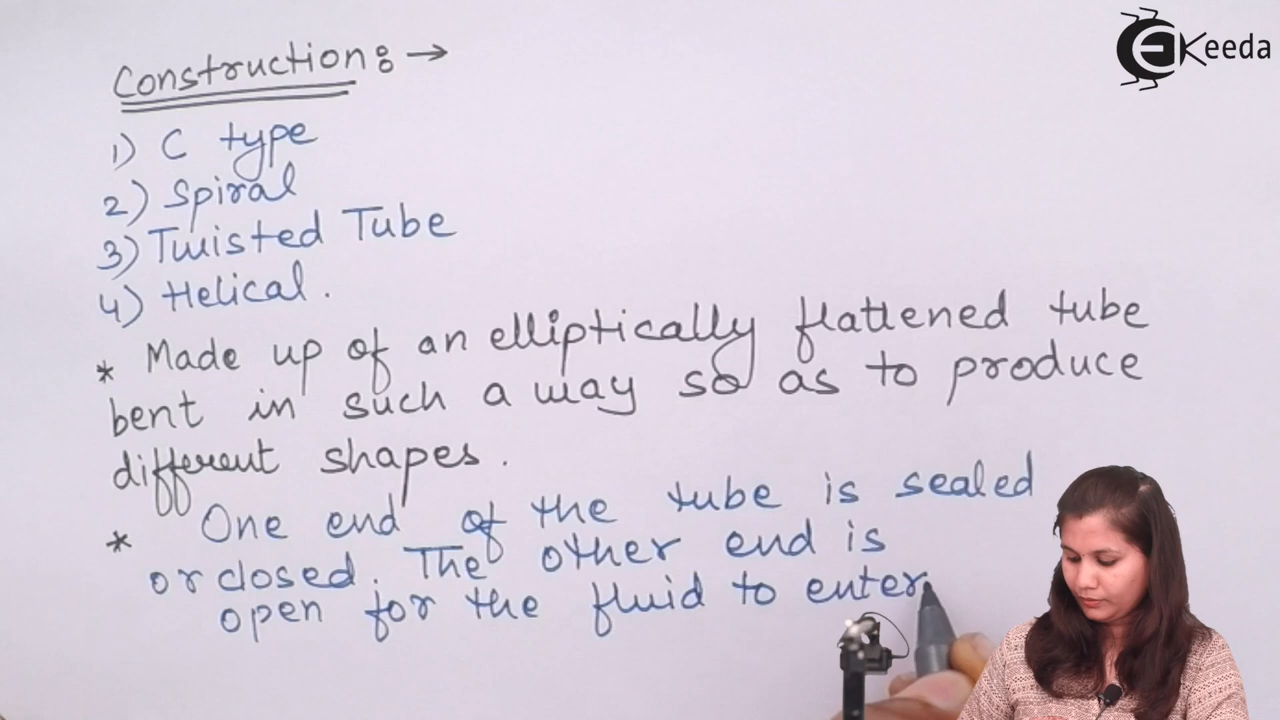 Construction: →
1) C type
2) Spiral
3) Twisted Tube
4) Helical.
* Made up of an elliptically flattened tube
bent in such a way so as to produce
different shapes.
* One end of the tube is sealed
or closed. The other end is
open for the fluid to enter
EKeeda